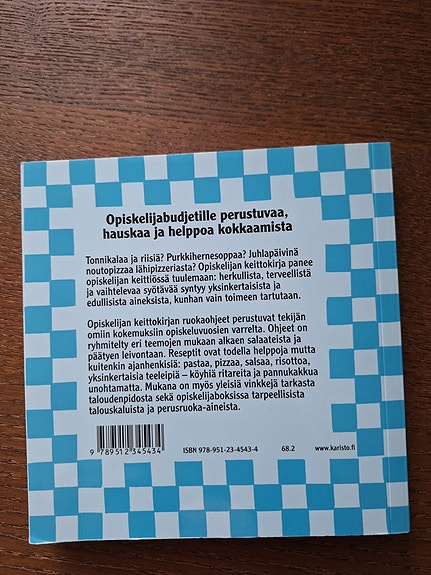 Opiskelijabudjetille perustuvaa,
hauskaa ja helppoa kokkaamista
Tonnikalaa ja riisiä? Purkkihernesoppaa? Juhlapäivinä
noutopizzaa lähipizzeriasta? Opiskelijan keittokirja panee
opiskelijan keittiössä tuulemaan: herkullista, terveellistä
ja vaihtelevaa syötävää syntyy yksinkertaisista ja
edullisista aineksista, kunhan vain toimeen tartutaan.
Opiskelijan keittokirjan ruokaohjeet perustuvat tekijän
omiin kokemuksiin opiskeluvuosien varrelta. Ohjeet on
ryhmitelty eri teemojen mukaan alkaen salaateista ja
päätyen leivontaan. Reseptit ovat todella helppoja mutta
kuitenkin ajanhenkisiä: pastaa, pizzaa, salsaa, risottoa,
yksinkertaisia teeleipiä – köyhiä ritareita ja pannukakkua
unohtamatta. Mukana on myös yleisiä vinkkejä tarkasta
taloudenpidosta sekä opiskelijaboksissa tarpeellisista
talouskaluista ja perusruoka-aineista.
9 789512 345434
ISBN 978-951-23-4543-4
68.2
www.karisto.fi